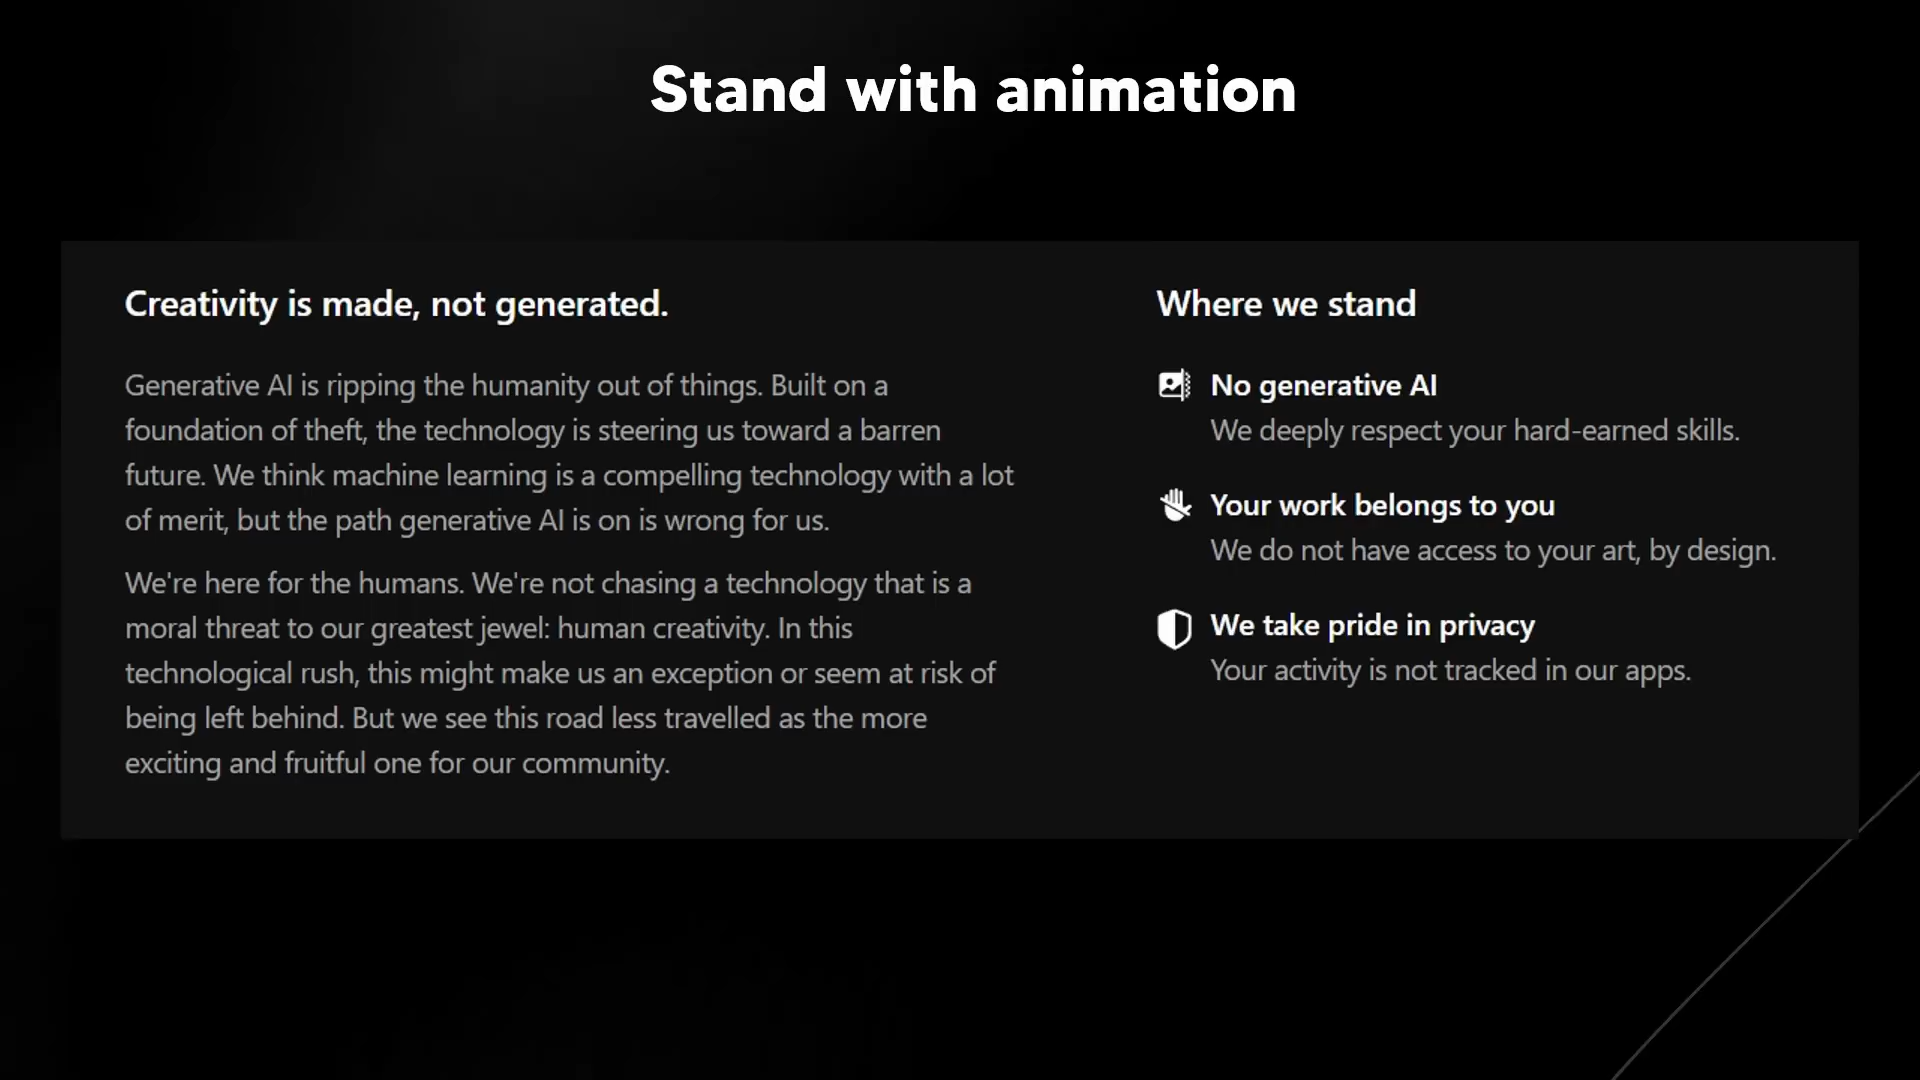 Stand with animation
Creativity is made, not generated.
Generative AI is ripping the humanity out of things. Built on a
foundation of theft, the technology is steering us toward a barren
future. We think machine learning is a compelling technology with a lot
of merit, but the path generative AI is on is wrong for us.
We're here for the humans. We're not chasing a technology that is a
moral threat to our greatest jewel: human creativity. In this
technological rush, this might make us an exception or seem at risk of
being left behind. But we see this road less travelled as the more
exciting and fruitful one for our community.
Where we stand
No generative AI
We deeply respect your hard-earned skills.
Your work belongs to you
We do not have access to your art, by design.
We take pride in privacy
Your activity is not tracked in our apps.